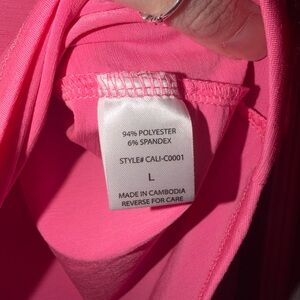 94% POLYESTER
6% SPANDEX
STYLE# CALI-C0001
L
MADE IN CAMBODIA
REVERSE FOR CARE